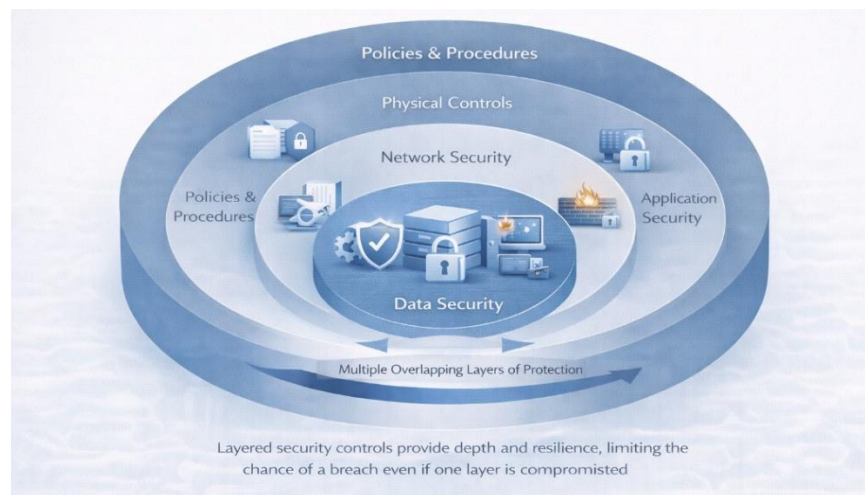 Policies & Procedures
Physical Controls
Network Security
Policies &
Procedures
Application
Security
Data Security
Multiple Overlapping Layers of Protection
Layered security controls provide depth and resilience, limiting the
chance of a breach even if one layer is compromisted